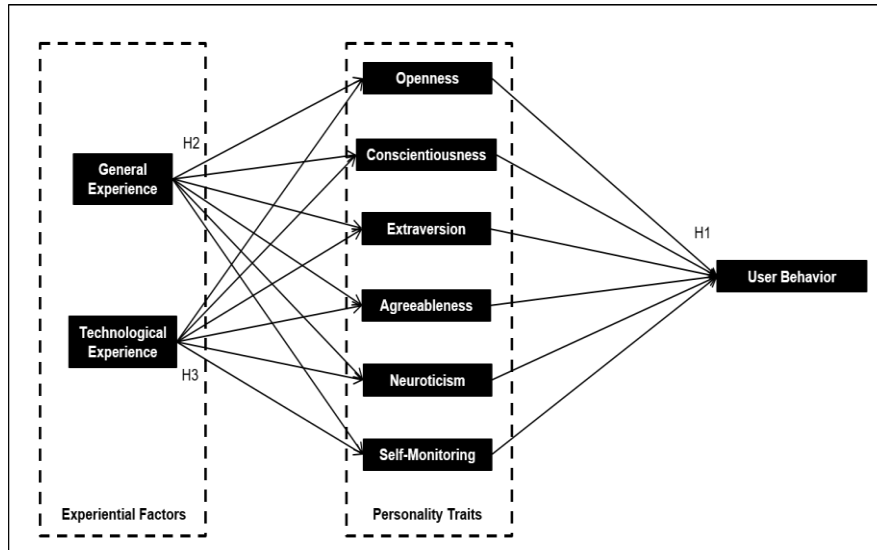 Openness
H2
Conscientiousness
General
Experience
Extraversion
H1
User Behavior
Agreeableness
Technological
Experience
H3
Neuroticism
Self-Monitoring
Experiential Factors
Personality Traits